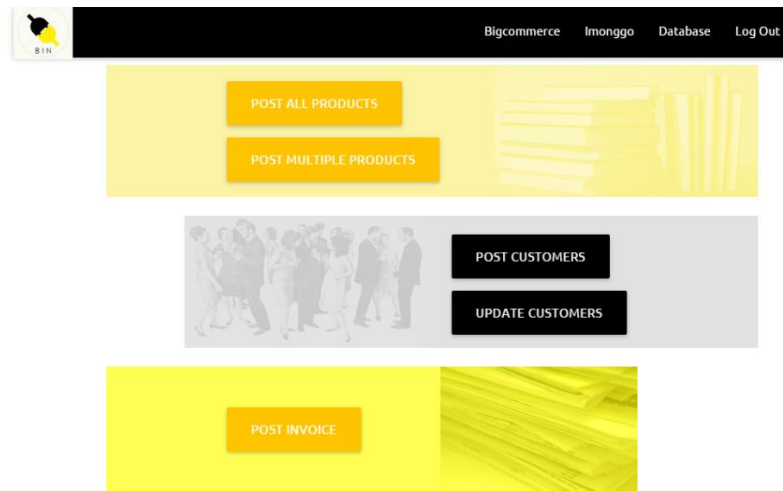 BIN
Bigcommerce Imonggo Database Log Out
POST ALL PRODUCTS
POST MULTIPLE PRODUCTS
POST CUSTOMERS
UPDATE CUSTOMERS
POST INVOICE